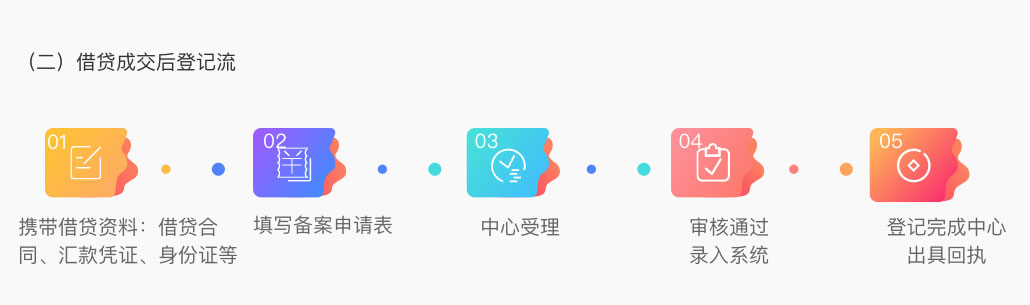 （二）借贷成交后登记流
01
02
03
04
05
携带借贷资料：借贷合
同、汇款凭证、身份证等
填写备案申请表
中心受理
审核通过
录入系统
登记完成中心
出具回执